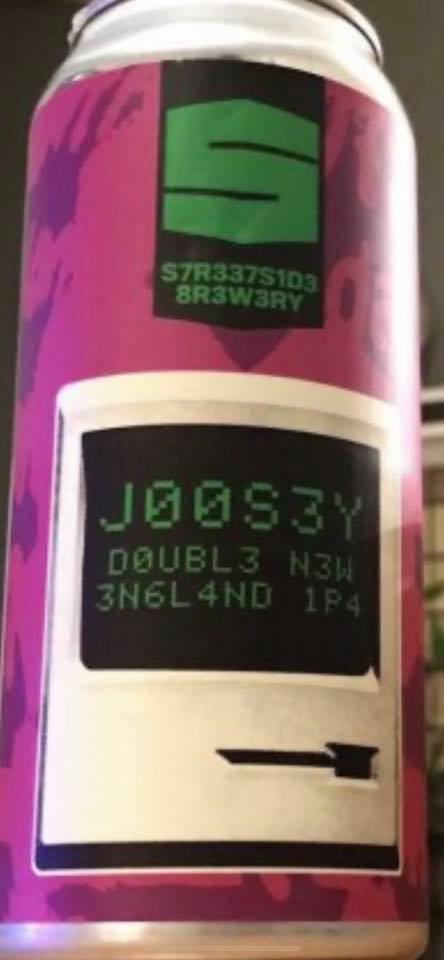 S7R337S1D3
8R3W3RY
J00S3Y
D0UBL3 N3W
3N6L4ND 1P4